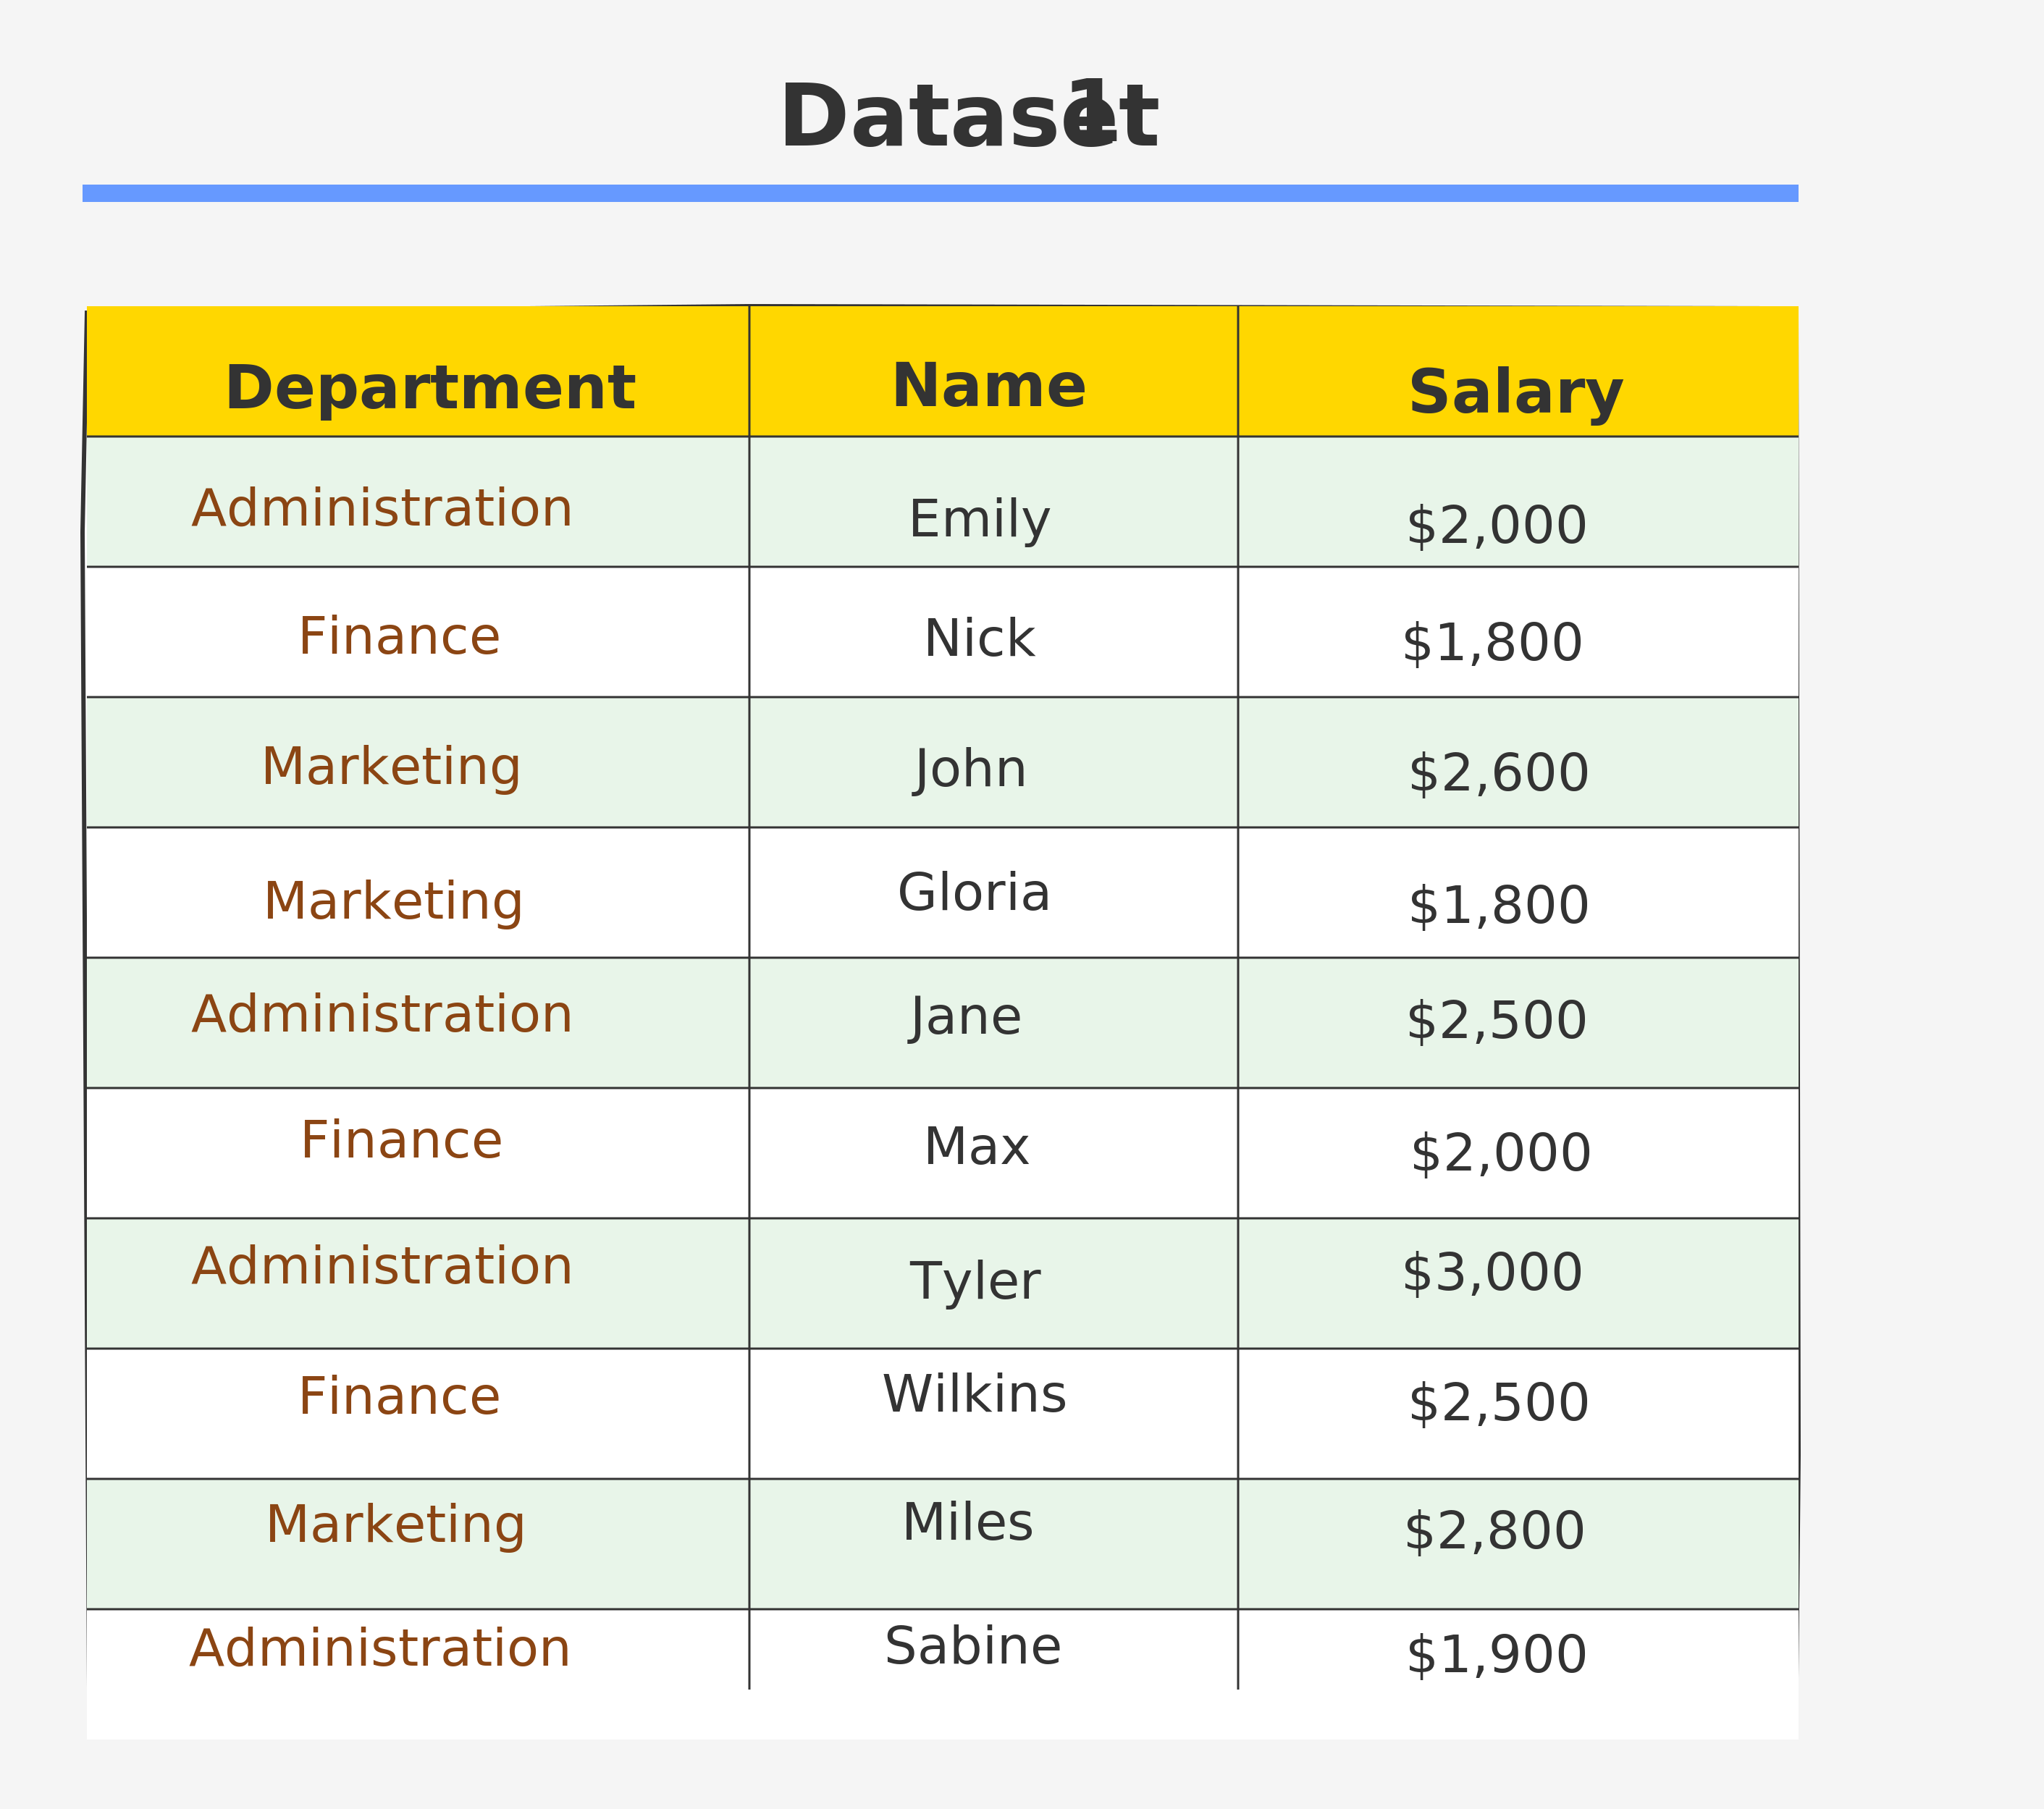 Dataset 1
Department Name Salary
Administration Emily $2,000
Finance Nick $1,800
Marketing John $2,600
Marketing Gloria $1,800
Administration Jane $2,500
Finance Max $2,000
Administration Tyler $3,000
Finance Wilkins $2,500
Marketing Miles $2,800
Administration Sabine $1,900